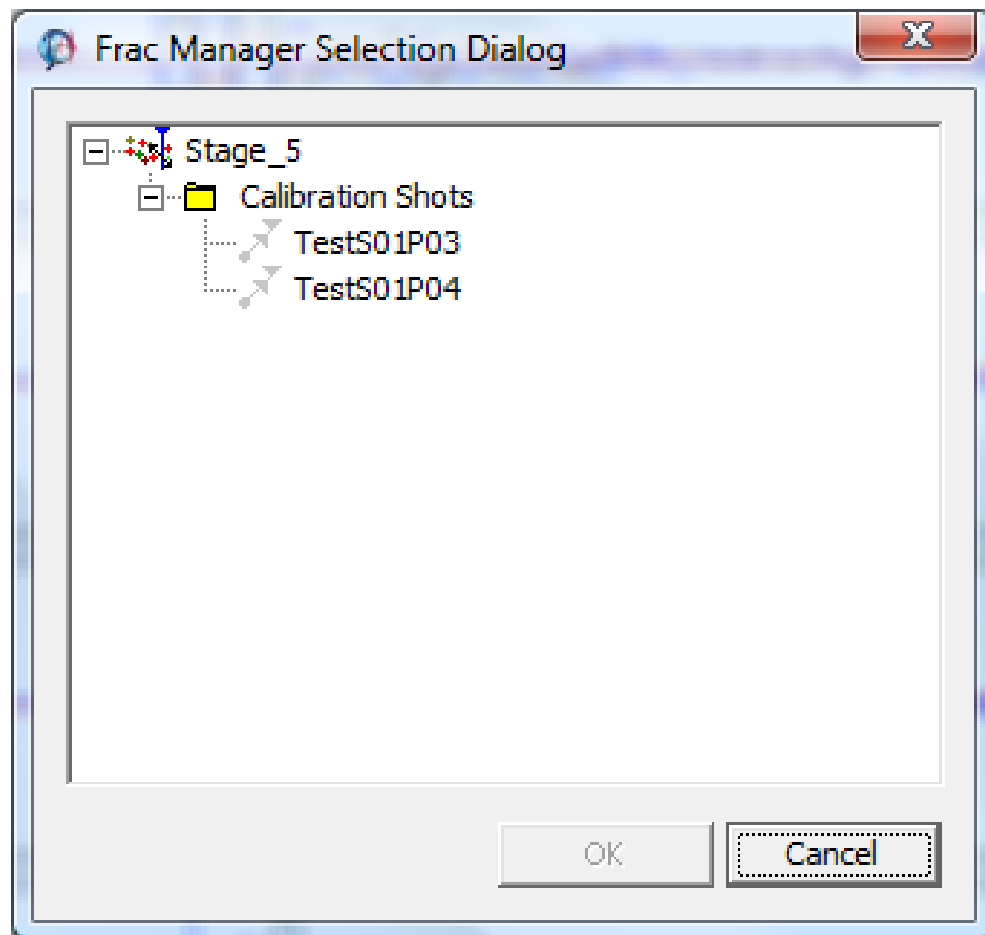 Frac Manager Selection Dialog
Stage_5
Calibration Shots
TestS01P03
TestS01P04
OK Cancel